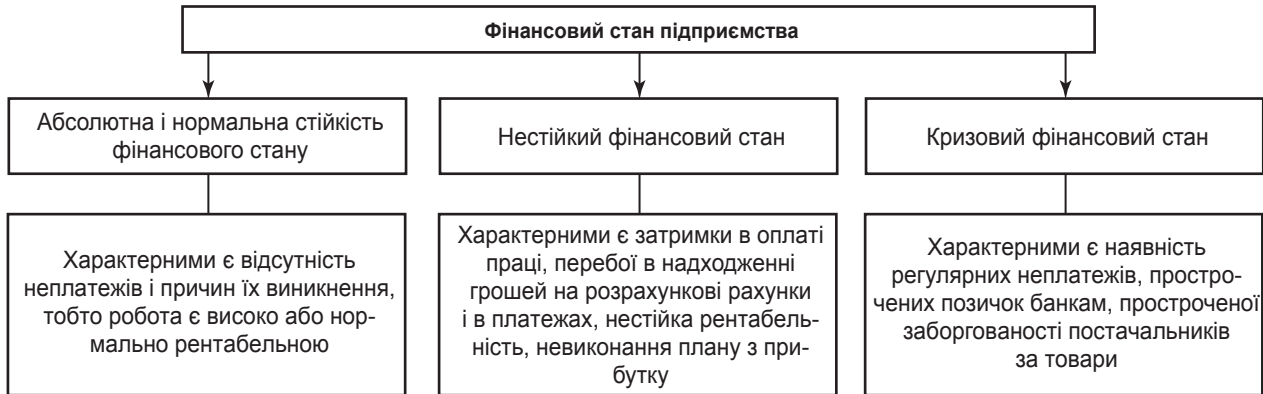 Фінансовий стан підприємства
Абсолютна і нормальна стійкість
фінансового стану
Нестійкий фінансовий стан
Кризовий фінансовий стан
Характерними є відсутність
неплатежів і причин їх виникнення,
тобто робота є високо або нор-
мально рентабельною
Характерними є затримки в оплаті
праці, перебої в надходженні
грошей на розрахункові рахунки
і в платежах, нестійка рентабель-
ність, невиконання плану з при-
бутку
Характерними є наявність
регулярних неплатежів, простро-
чених позичок банкам, простроченої
заборгованості постачальників
за товари